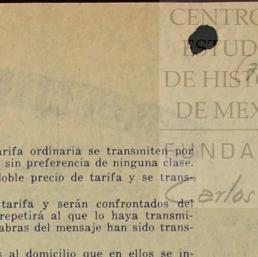 CENTRO
ESTUD
DE HIST
DE MEX
FUNDA
Carlos
arifa ordinaria se transmiten por
sin preferencia de ninguna clase.
doble precio de tarifa y se trans-
tarifa y serán confrontados del
repetirá al que lo haya transmi-
abras del mensaje han sido trans-
s al domicilio que en ellos se in-